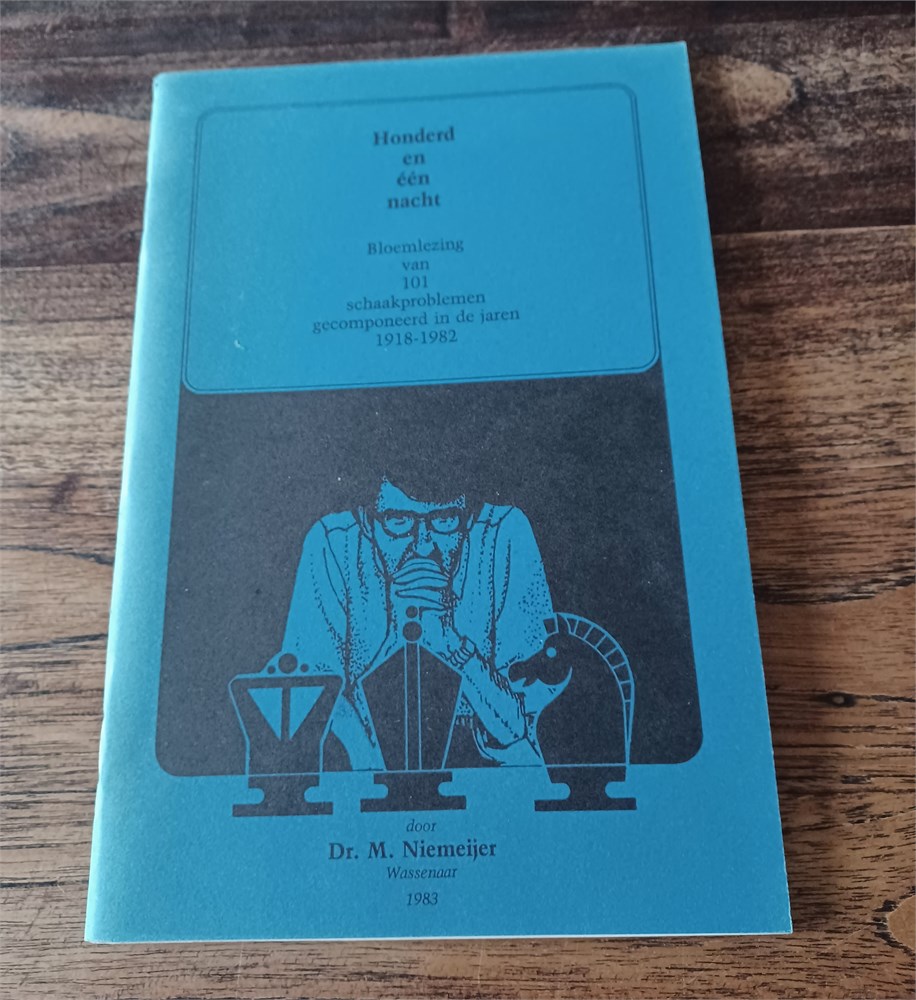 Honderd
en
één
nacht
Bloemlezing
van
101
schaakproblemen
gecomponeerd in de jaren
1918-1982
door
Dr. M. Niemeijer
Wassenaar
1983